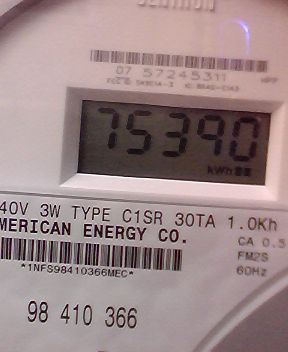 CENTRON
07 57245311
75390
kWh
40V 3W TYPE C1SR 30TA 1.0Kh
MERICAN ENERGY CO.
CA 0.5
FM2S
60Hz
*1NFS98410366MEC*
98 410 366